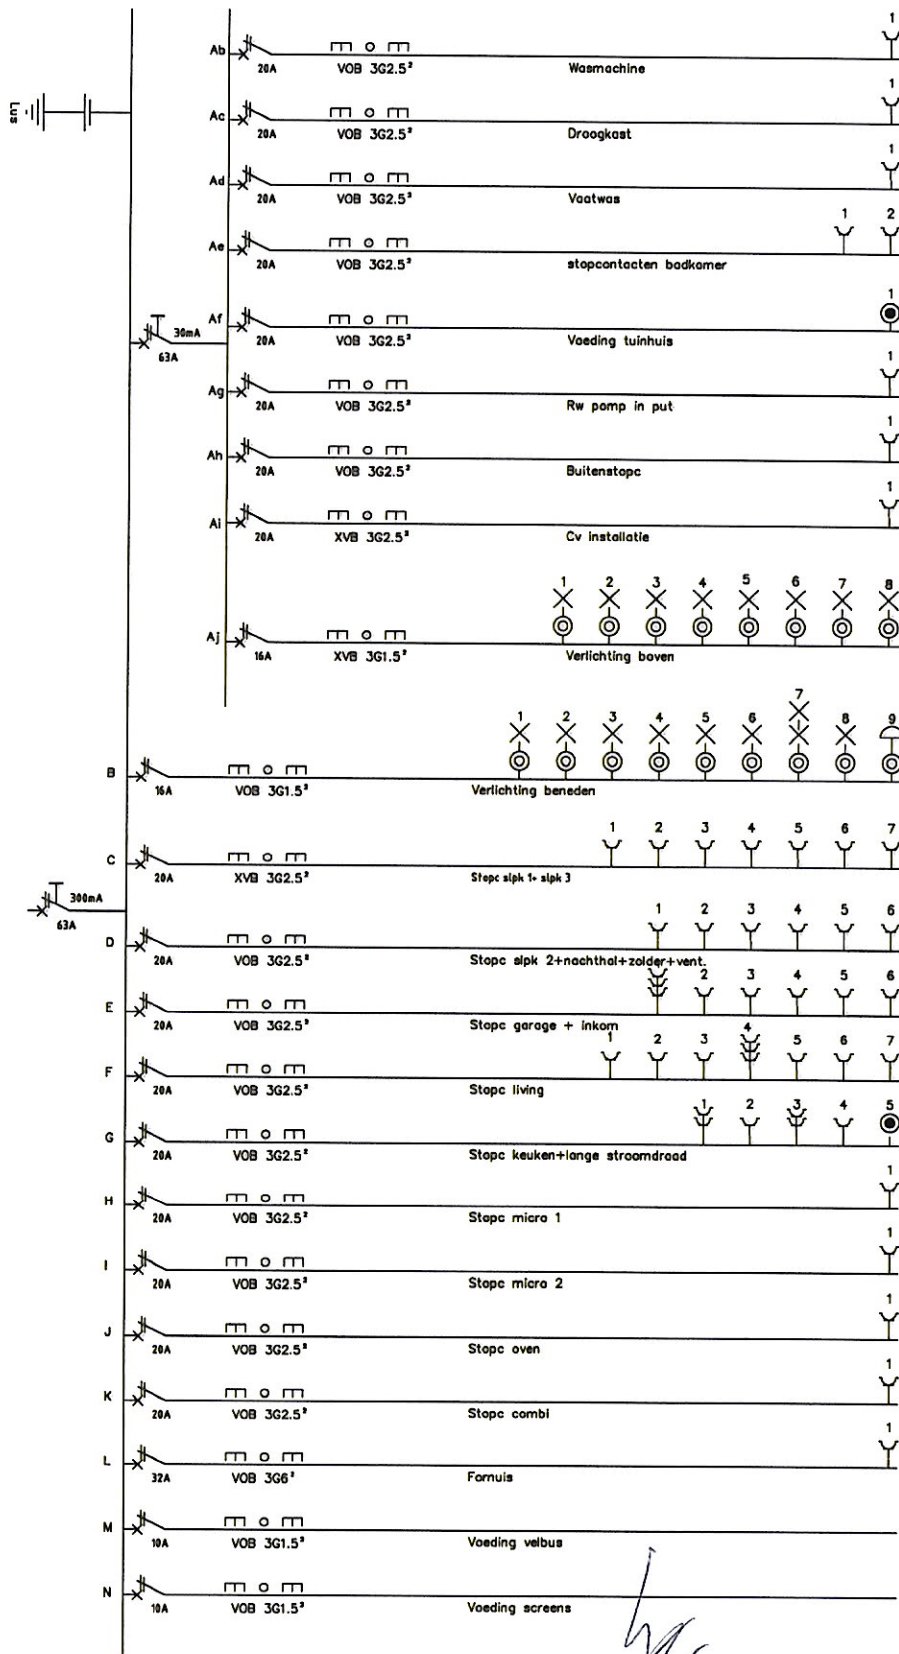 1
Ab
20A VOB 3G2.5² Wasmachine
Lus
1
Ac
20A VOB 3G2.5² Droogkast
1
Ad
20A VOB 3G2.5² Vaatwas
1 2
Ae
20A VOB 3G2.5² stopcontacten badkamer
1
Af
30mA
63A
20A VOB 3G2.5² Voeding tuinhuis
1
Ag
20A VOB 3G2.5² Rw pomp in put
1
Ah
20A VOB 3G2.5² Buitenstopc
1
Ai
20A XVB 3G2.5² Cv installatie
1 2 3 4 5 6 7 8
Aj
16A XVB 3G1.5² Verlichting boven
1 2 3 4 5 6 7 8 9
B
16A VOB 3G1.5² Verlichting beneden
1 2 3 4 5 6 7
C
20A XVB 3G2.5² Stopc slpk 1+ slpk 3
300mA
63A
1 2 3 4 5 6
D
20A VOB 3G2.5² Stopc slpk 2+nachthal+zolder+vent.
1 2 3 4 5 6
E
20A VOB 3G2.5² Stopc garage + inkom
1 2 3 4 5 6 7
F
20A VOB 3G2.5² Stopc living
1 2 3 4 5
G
20A VOB 3G2.5² Stopc keuken+lange stroomdraad
1
H
20A VOB 3G2.5² Stopc micro 1
1
I
20A VOB 3G2.5² Stopc micro 2
1
J
20A VOB 3G2.5² Stopc oven
1
K
20A VOB 3G2.5² Stopc combi
1
L
32A VOB 3G6² Fornuis
M
10A VOB 3G1.5² Voeding velbus
N
10A VOB 3G1.5² Voeding screens